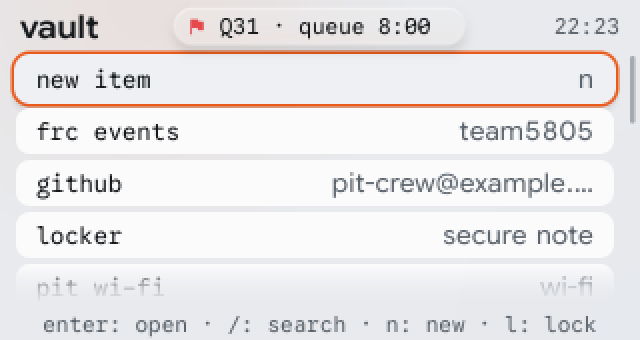 vault Q31 · queue 8:00 22:23
new item n
frc events team5805
github pit-crew@example....
locker secure note
pit wi-fi wi-fi
enter: open · /: search · n: new · l: lock